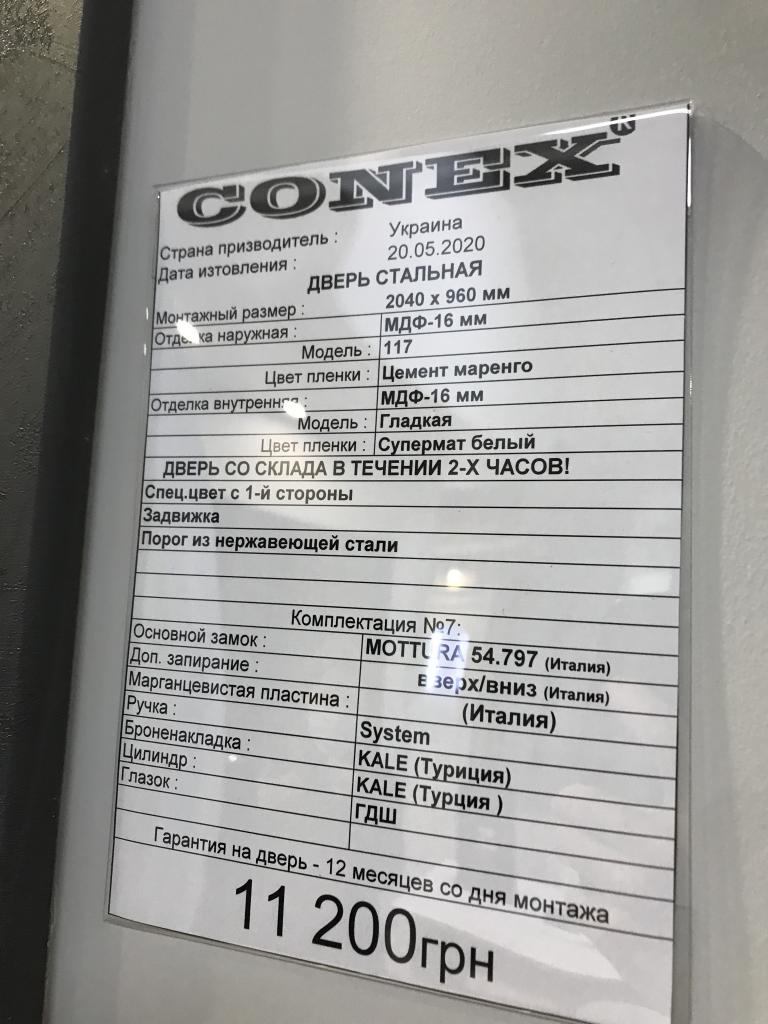 CONEX
Страна призводитель : Украина
Дата изтовления : 20.05.2020
ДВЕРЬ СТАЛЬНАЯ
Монтажный размер : 2040 х 960 мм
Отделка наружная : МДФ-16 мм
Модель : 117
Цвет пленки : Цемент маренго
Отделка внутренняя : МДФ-16 мм
Модель : Гладкая
Цвет пленки : Супермат белый
ДВЕРЬ СО СКЛАДА В ТЕЧЕНИИ 2-Х ЧАСОВ!
Спец.цвет с 1-й стороны
Задвижка
Порог из нержавеющей стали
Комплектация №7:
Основной замок : MOTTURA 54.797 (Италия)
Доп. запирание : вверх/вниз (Италия)
Марганцевистая пластина : (Италия)
Ручка : System
Броненакладка : KALE (Туриция)
Цилиндр : KALE (Турция )
Глазок : ГДШ
Гарантия на дверь - 12 месяцев со дня монтажа
11 200грн